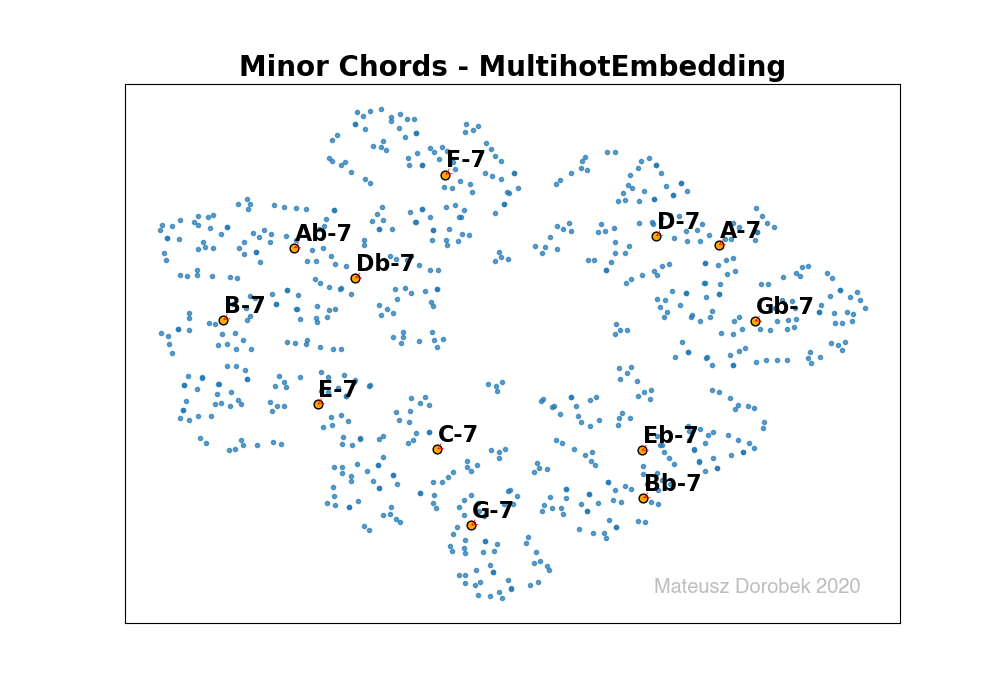 Minor Chords - MultihotEmbedding
F-7
D-7
A-7
Ab-7
Db-7
B-7
Gb-7
E-7
C-7
Eb-7
Bb-7
G-7
Mateusz Dorobek 2020